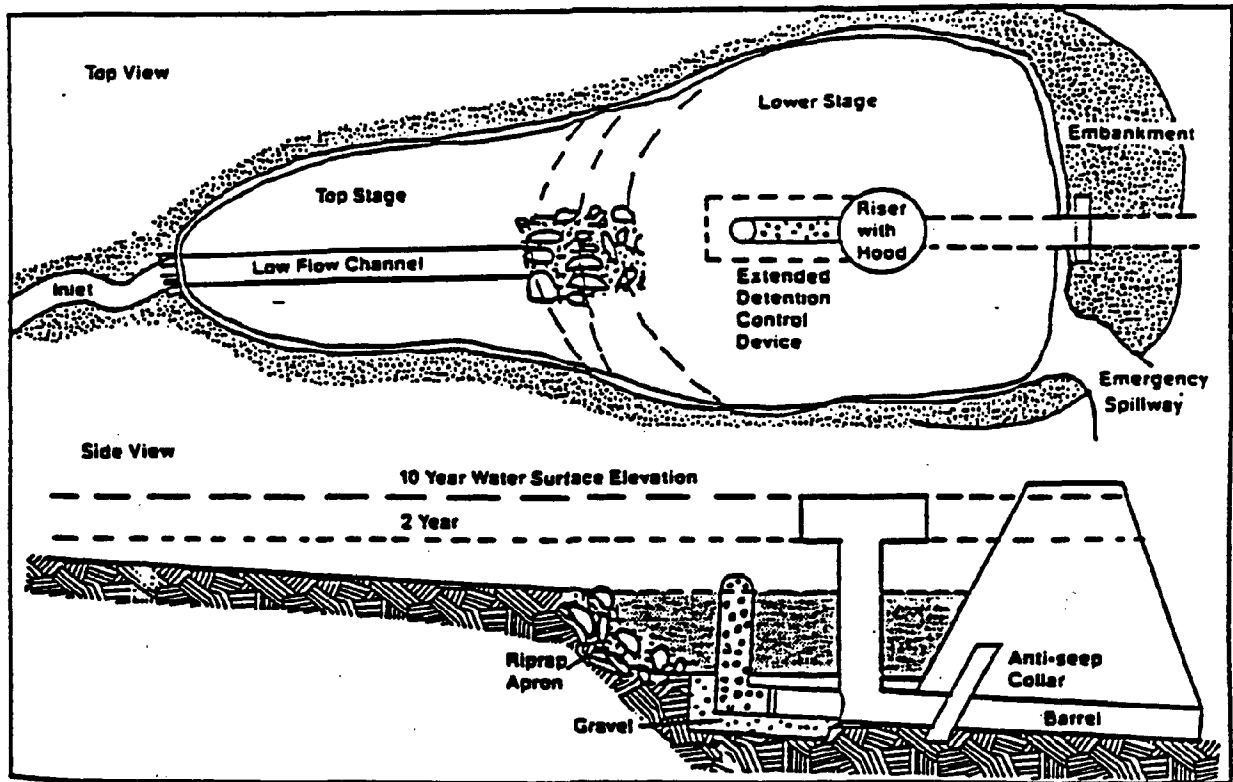 Top View
Lower Stage
Embankment
Top Stage
Riser
with
Hood
Low Flow Channel
Inlet
Extended
Detention
Control
Device
Emergency
Spillway
Side View
10 Year Water Surface Elevation
2 Year
Riprap
Apron
Anti-seep
Collar
Gravel
Barrel